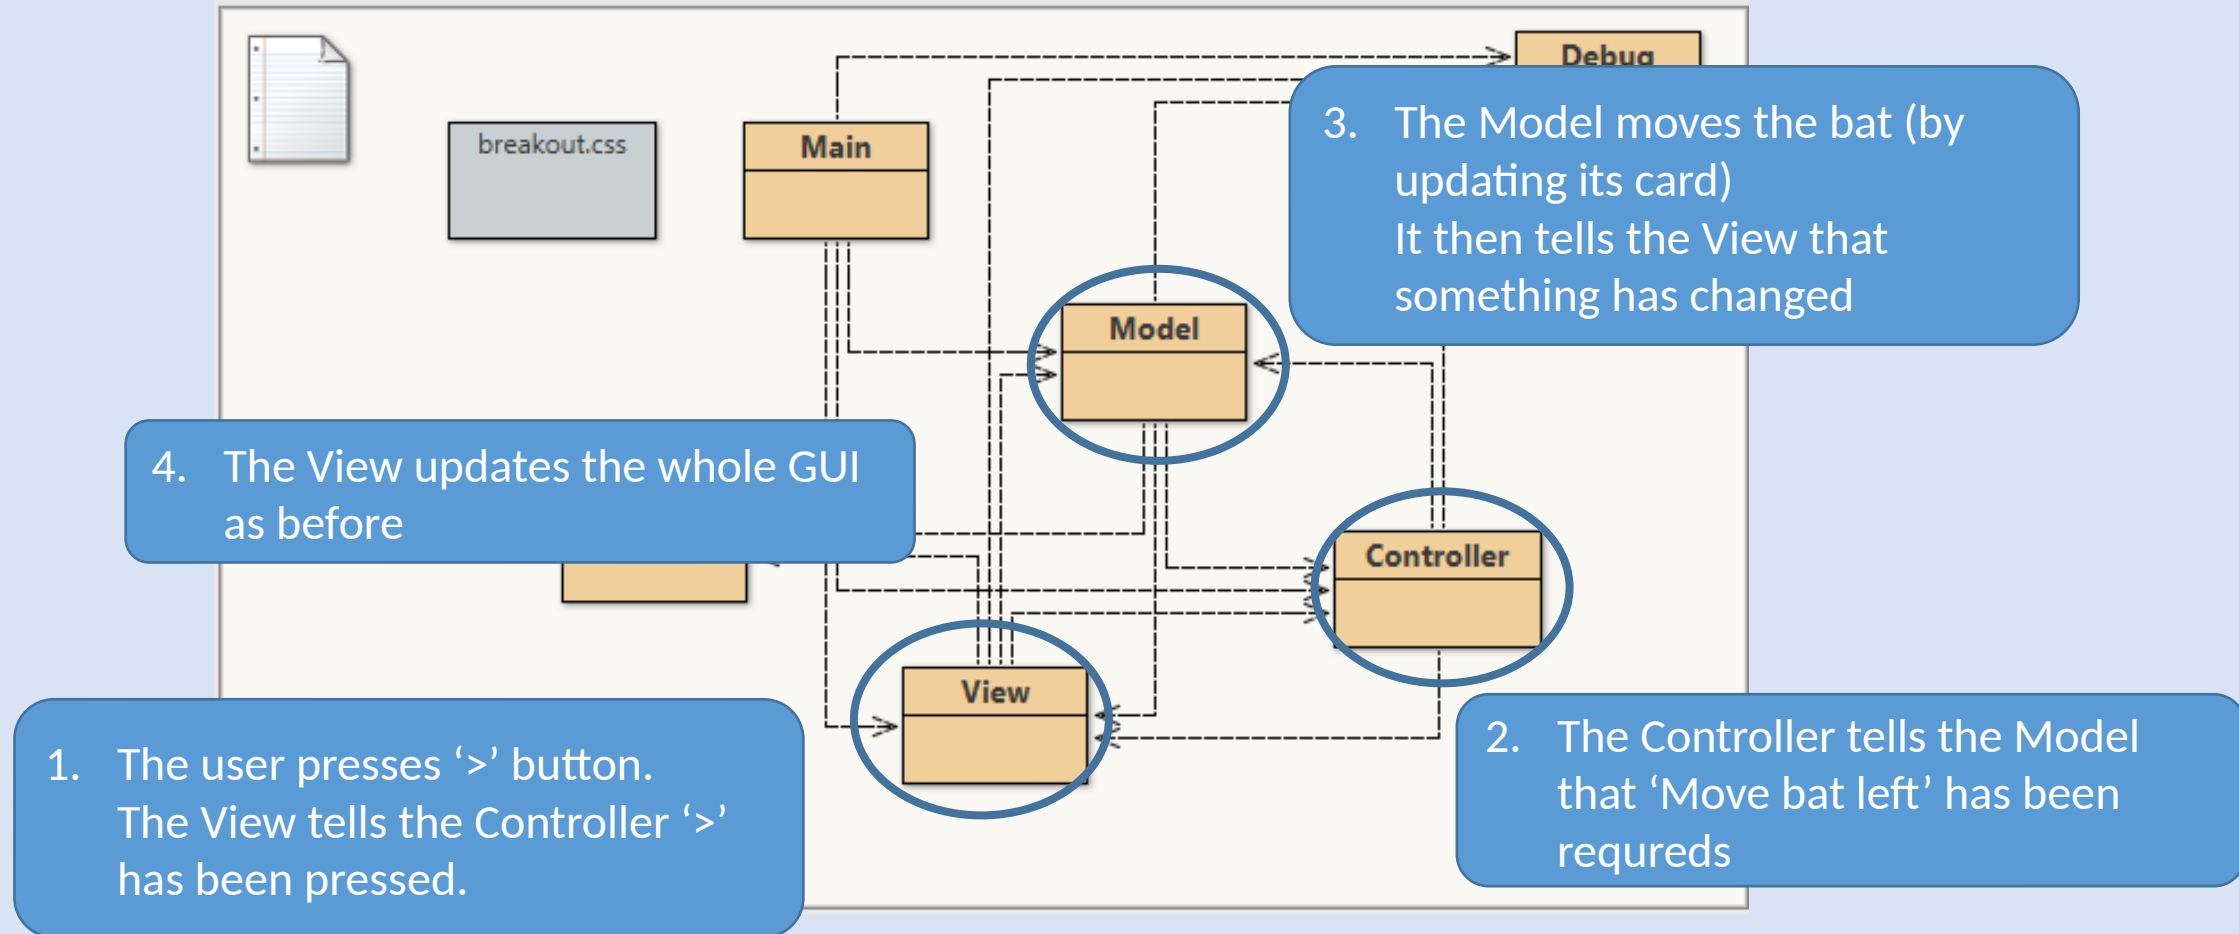 Debug
breakout.css
Main
3. The Model moves the bat (by
updating its card)
It then tells the View that
something has changed
Model
4. The View updates the whole GUI
as before
Controller
View
1. The user presses ‘>’ button.
The View tells the Controller ‘>’
has been pressed.
2. The Controller tells the Model
that ‘Move bat left’ has been
requreds